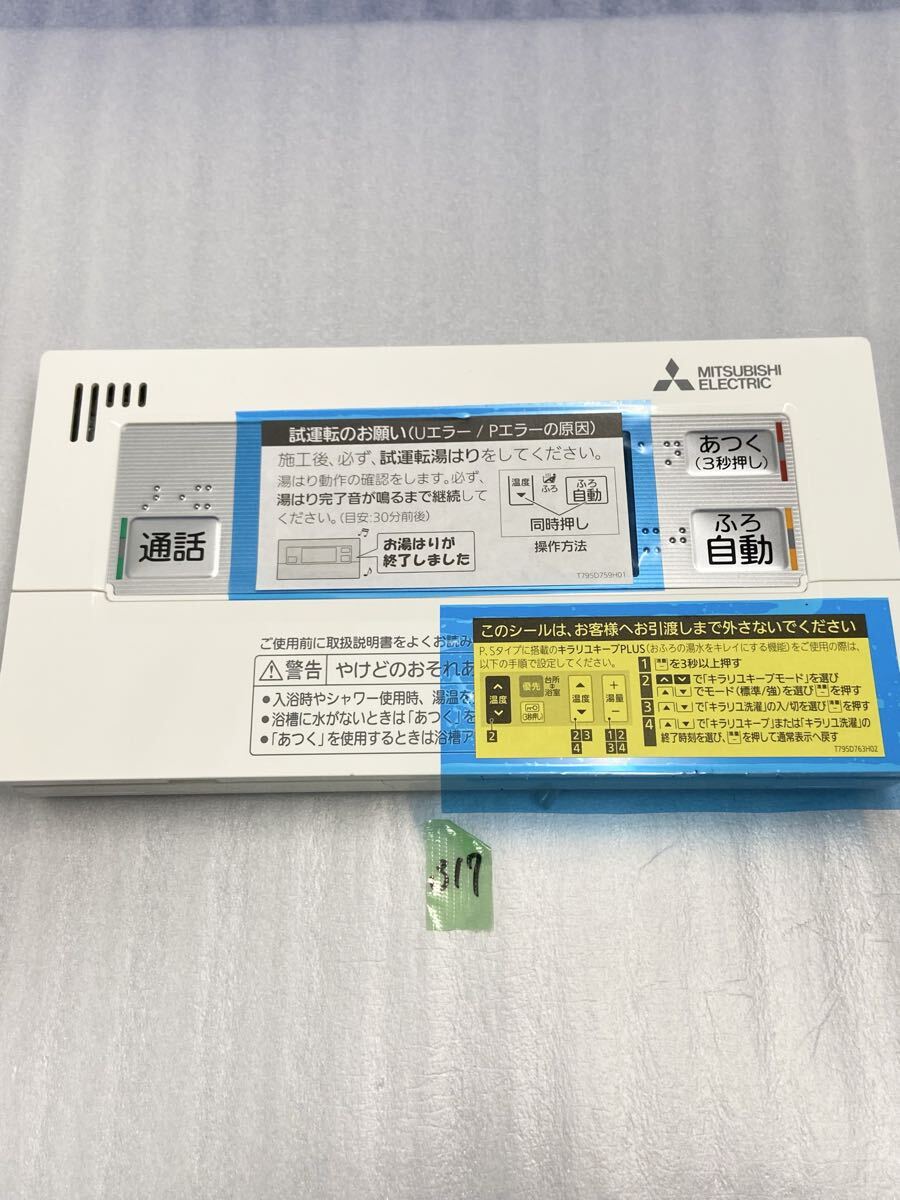 MITSUBISHI
ELECTRIC
試運転のお願い(Uエラー / Pエラーの原因)
施工後、必ず、試運転湯はりをしてください。
湯はり動作の確認をします。必ず、
湯はり完了音が鳴るまで継続して
ください。(目安:30分前後)
お湯はりが
終了しました
温度
ふろ
ふろ
自動
同時押し
操作方法
T795D759H01
あつく
(3秒押し)
通話
ふろ
自動
ご使用前に取扱説明書をよくお読み
警告 やけどのおそれあ
●入浴時やシャワー使用時、湯温を
●浴槽に水がないときは「あつく」を
●「あつく」を使用するときは浴槽ア
このシールは、お客様へお引渡しまで外さないでください
P、Sタイプに搭載のキラリユキープPLUS(おふろの湯水をキレイにする機能)をご使用の際は、
以下の手順で設定してください。
温度
優先
台所
浴室
3秒押し
温度
+
湯量
−
2
2 3
4
1 2
3 4
1 を3秒以上押す
2 で「キラリユキープモード」を選び
でモード(標準/強)を選び を押す
3 で「キラリユ洗濯」の入/切を選び を押す
4 で「キラリユキープ」または「キラリユ洗濯」の
終了時刻を選び、 を押して通常表示へ戻す
T795D763H02
317